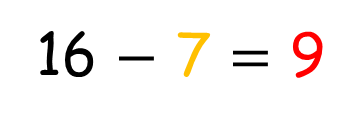 16 − 7 = 9